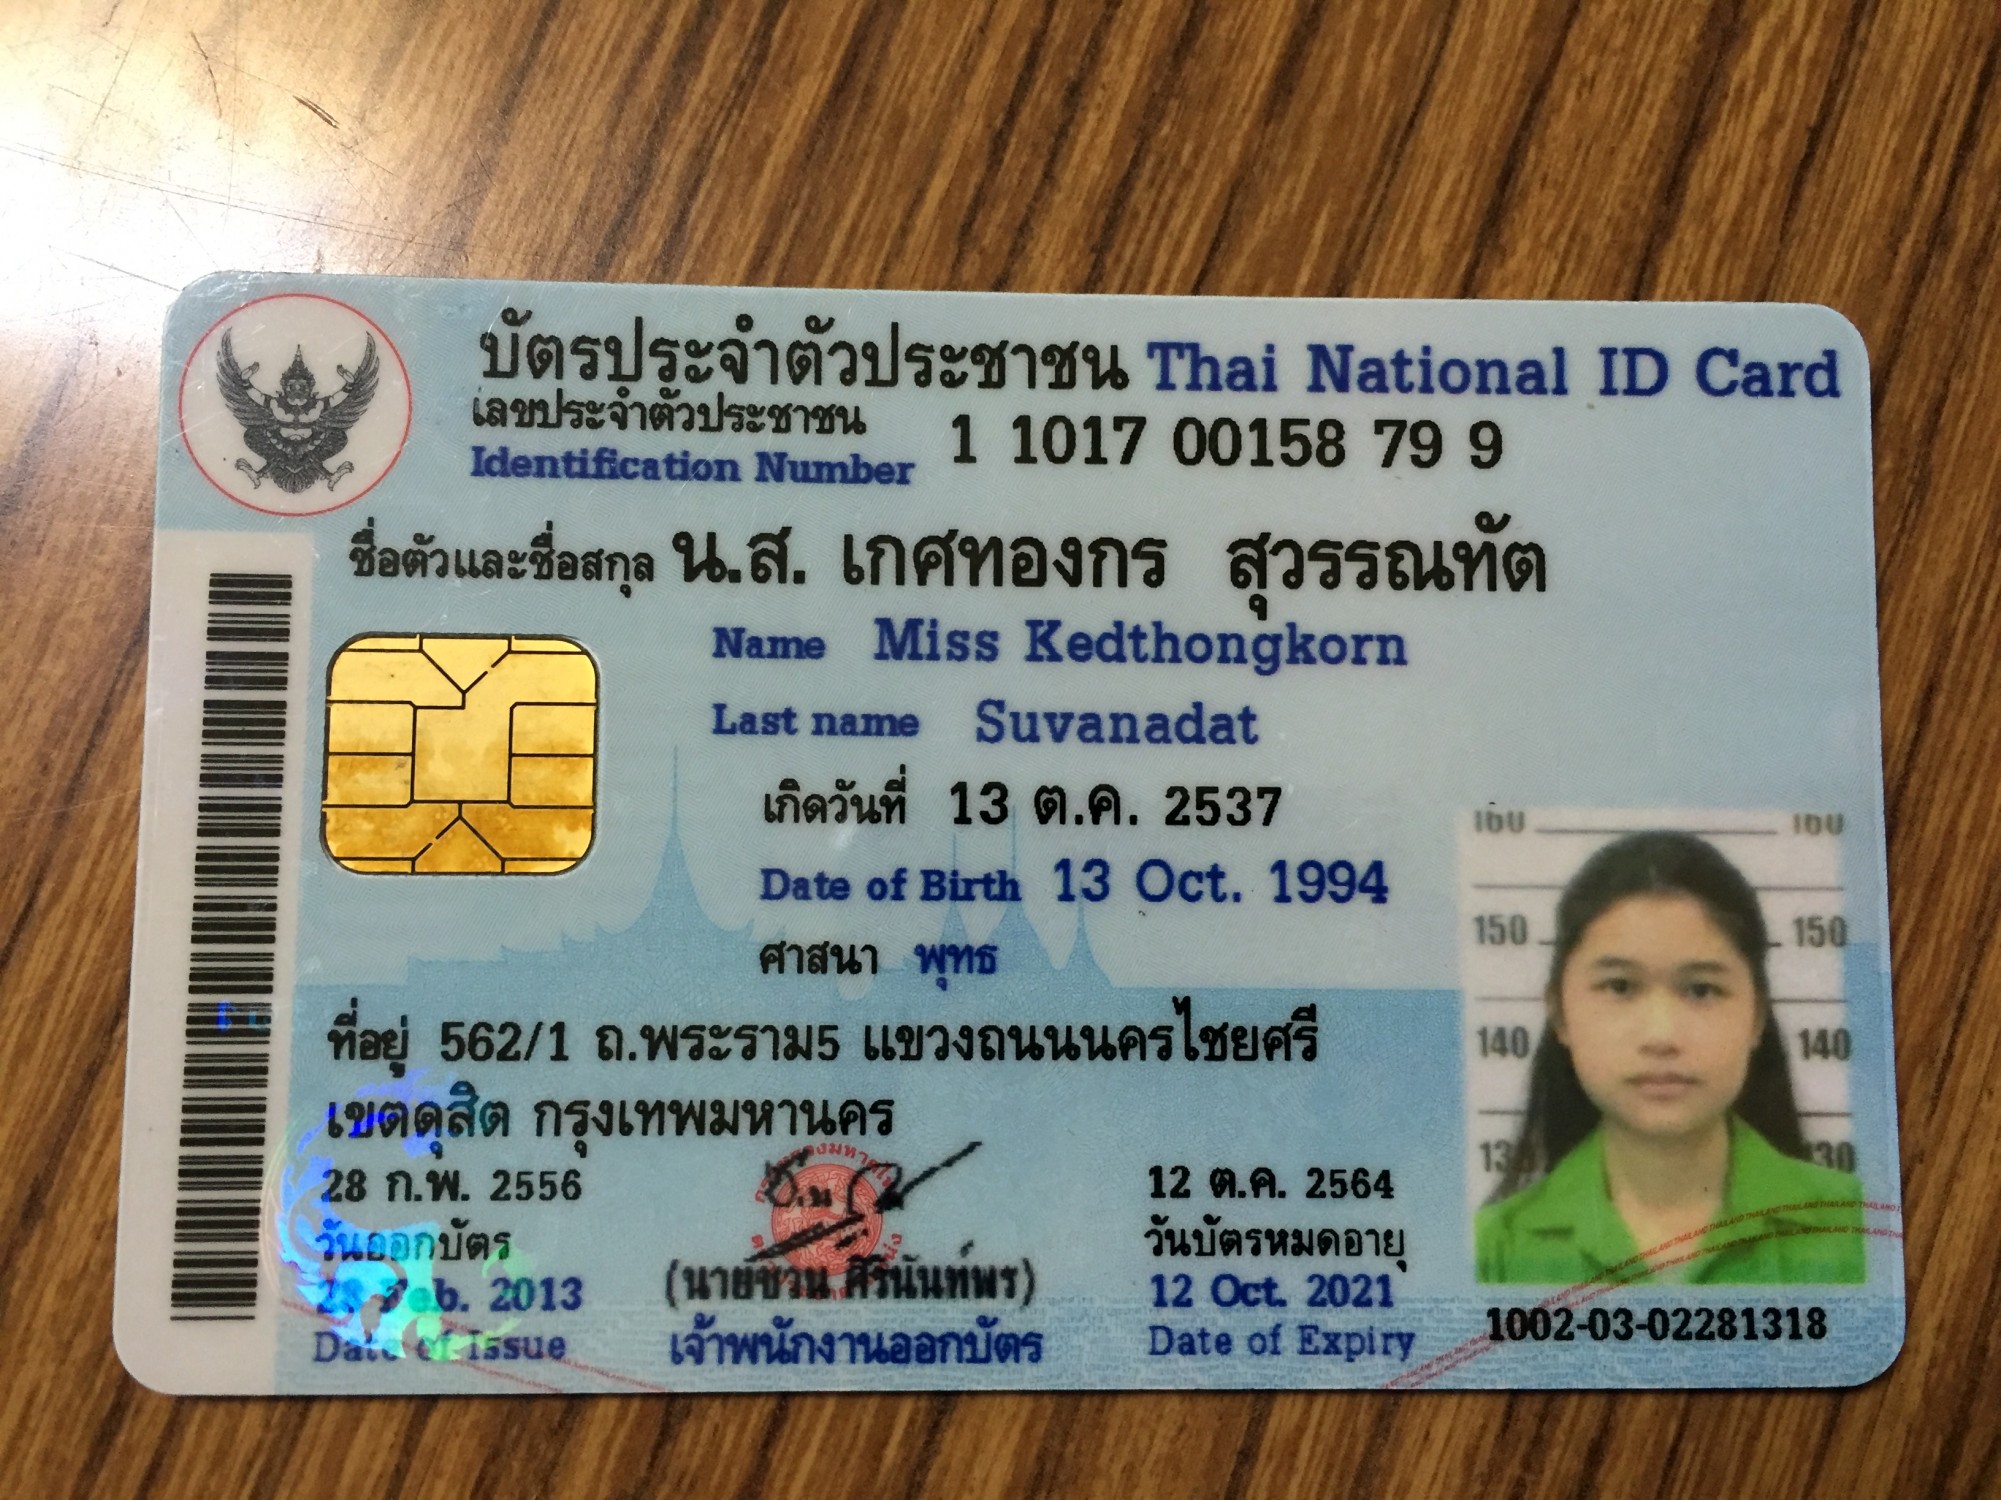 บัตรประจำตัวประชาชน Thai National ID Card
เลขประจำตัวประชาชน
Identification Number 1 1017 00158 79 9
ชื่อตัวและชื่อสกุล น.ส. เกศทองกร สุวรรณทัต
Name Miss Kedthongkorn
Last name Suvanadat
เกิดวันที่ 13 ต.ค. 2537
Date of Birth 13 Oct. 1994
ศาสนา พุทธ
ที่อยู่ 562/1 ถ.พระราม5 แขวงถนนนครไชยศรี
เขตดุสิต กรุงเทพมหานคร
28 ก.พ. 2556
วันออกบัตร
28 Feb. 2013
Date of Issue
(นายชวน ศิรินันท์พร)
เจ้าพนักงานออกบัตร
12 ต.ค. 2564
วันบัตรหมดอายุ
12 Oct. 2021
Date of Expiry
160 160
150 150
140 140
130 130
1002-03-02281318